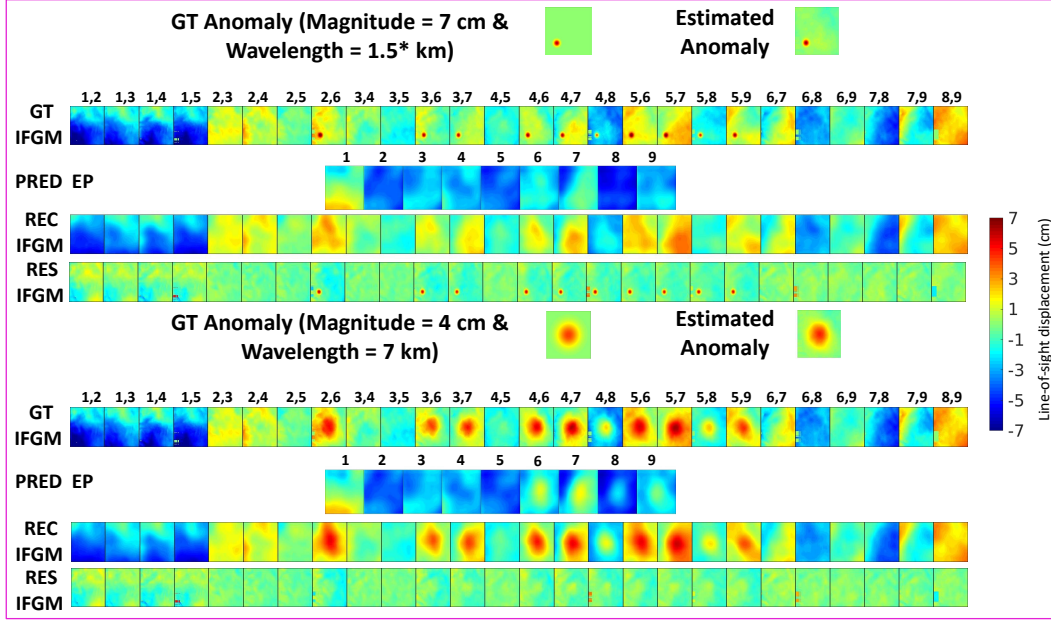 GT Anomaly (Magnitude = 7 cm &
Wavelength = 1.5* km)
Estimated
Anomaly
1,2 1,3 1,4 1,5 2,3 2,4 2,5 2,6 3,4 3,5 3,6 3,7 4,5 4,6 4,7 4,8 5,6 5,7 5,8 5,9 6,7 6,8 6,9 7,8 7,9 8,9
GT
IFGM
1 2 3 4 5 6 7 8 9
PRED EP
REC
IFGM
RES
IFGM
GT Anomaly (Magnitude = 4 cm &
Wavelength = 7 km)
Estimated
Anomaly
1,2 1,3 1,4 1,5 2,3 2,4 2,5 2,6 3,4 3,5 3,6 3,7 4,5 4,6 4,7 4,8 5,6 5,7 5,8 5,9 6,7 6,8 6,9 7,8 7,9 8,9
GT
IFGM
1 2 3 4 5 6 7 8 9
PRED EP
REC
IFGM
RES
IFGM
7
5
3
1
-1
-3
-5
-7
Line-of-sight displacement (cm)